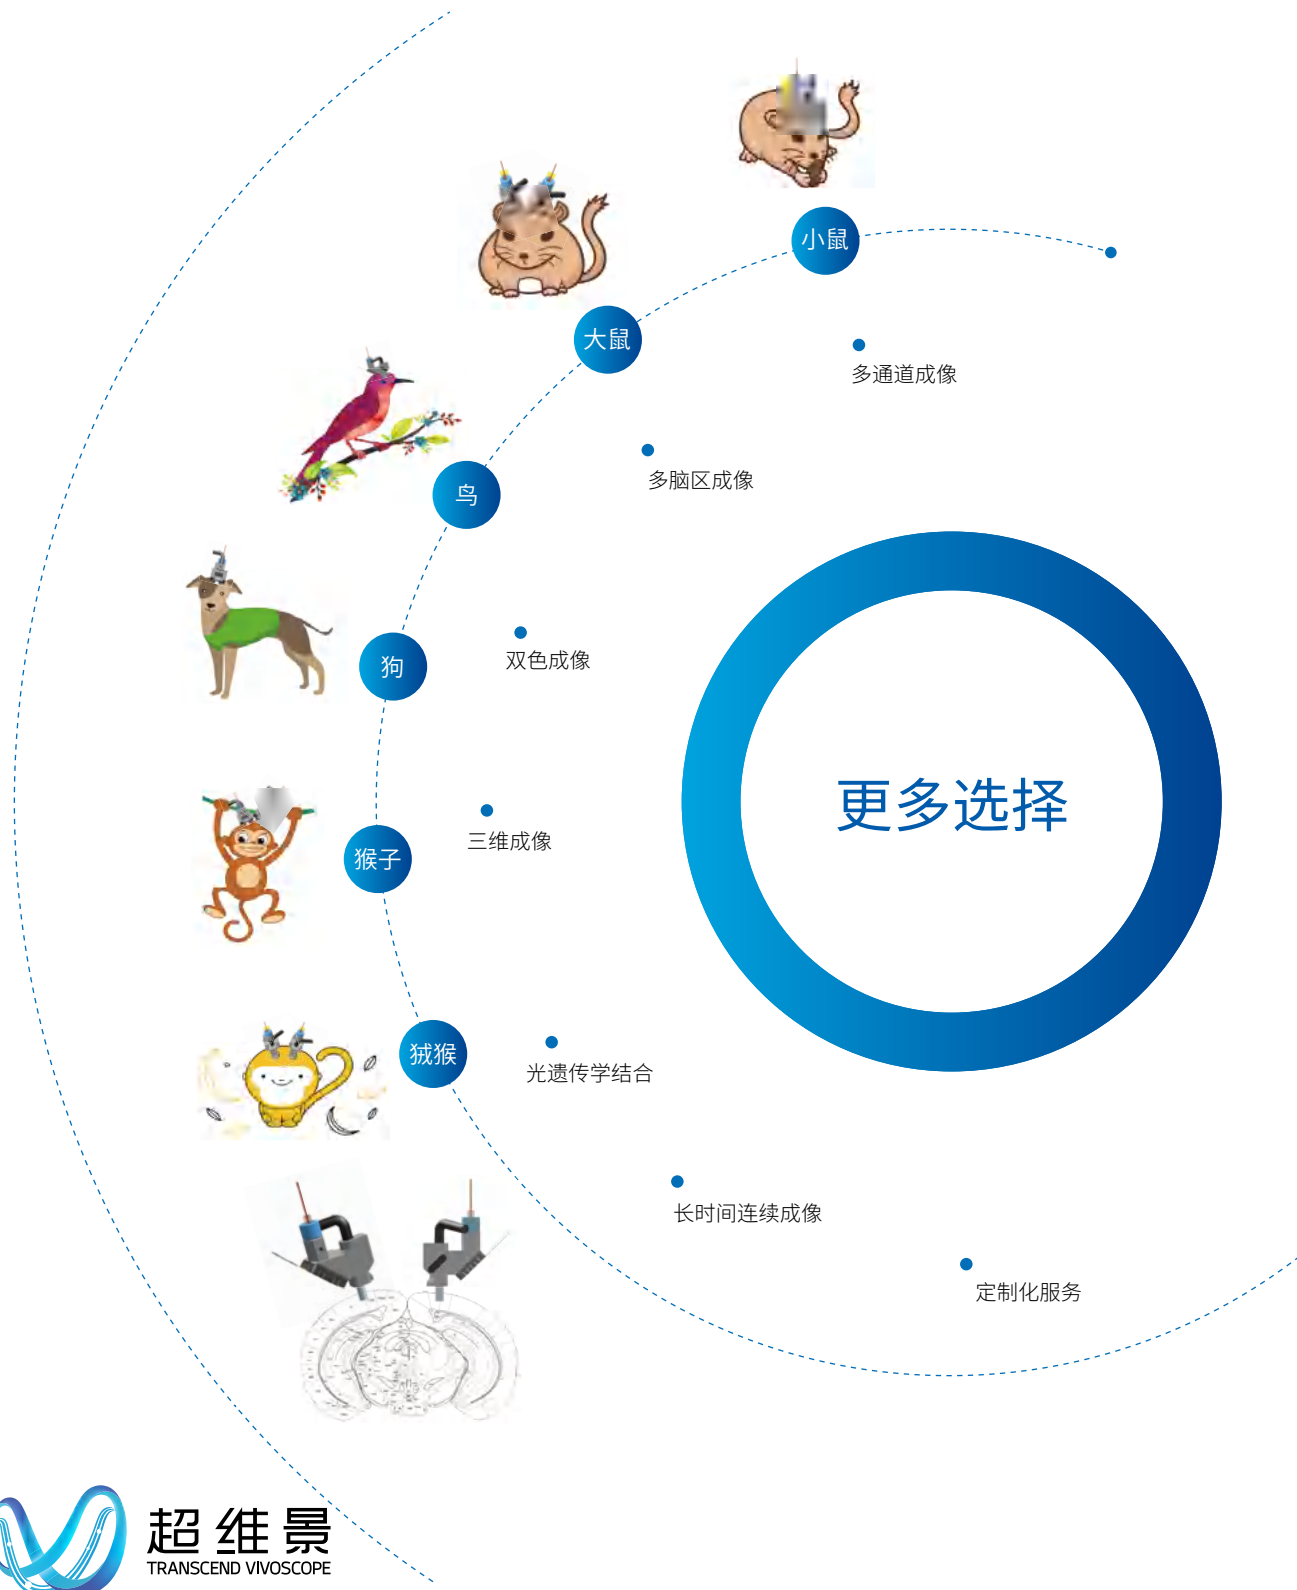 小鼠
大鼠
多通道成像
多脑区成像
鸟
双色成像
狗
更多选择
三维成像
猴子
狨猴
光遗传学结合
长时间连续成像
定制化服务
超维景
TRANSCEND VIVOSCOPE